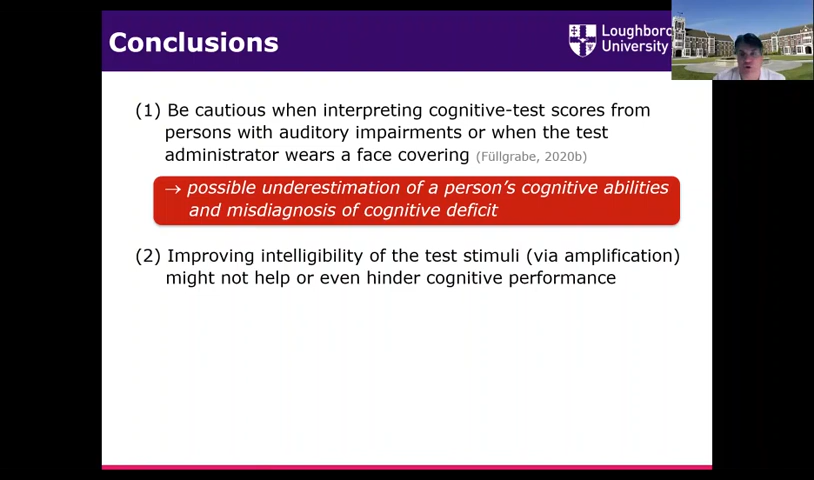 Conclusions
Loughboro
University
(1) Be cautious when interpreting cognitive-test scores from
persons with auditory impairments or when the test
administrator wears a face covering (Füllgrabe, 2020b)
→ possible underestimation of a person's cognitive abilities
and misdiagnosis of cognitive deficit
(2) Improving intelligibility of the test stimuli (via amplification)
might not help or even hinder cognitive performance